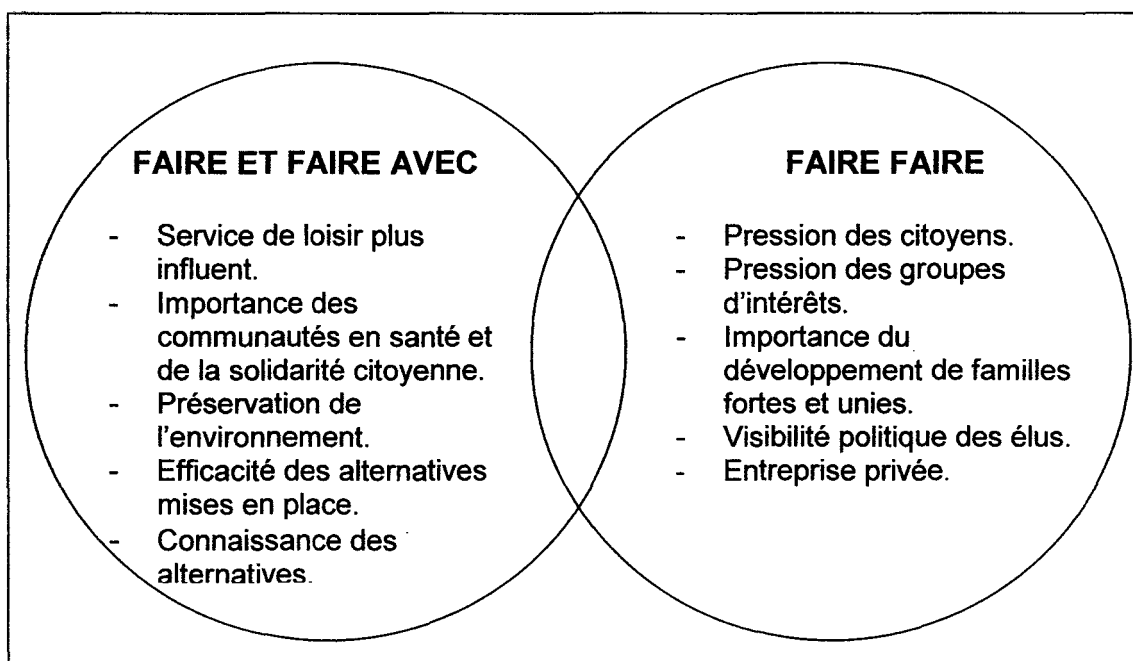 FAIRE ET FAIRE AVEC
- Service de loisir plus
influent.
- Importance des
communautés en santé et
de la solidarité citoyenne.
- Préservation de
l'environnement.
- Efficacité des alternatives
mises en place.
- Connaissance des
alternatives.
FAIRE FAIRE
- Pression des citoyens.
- Pression des groupes
d'intérêts.
- Importance du
développement de familles
fortes et unies.
- Visibilité politique des élus.
- Entreprise privée.